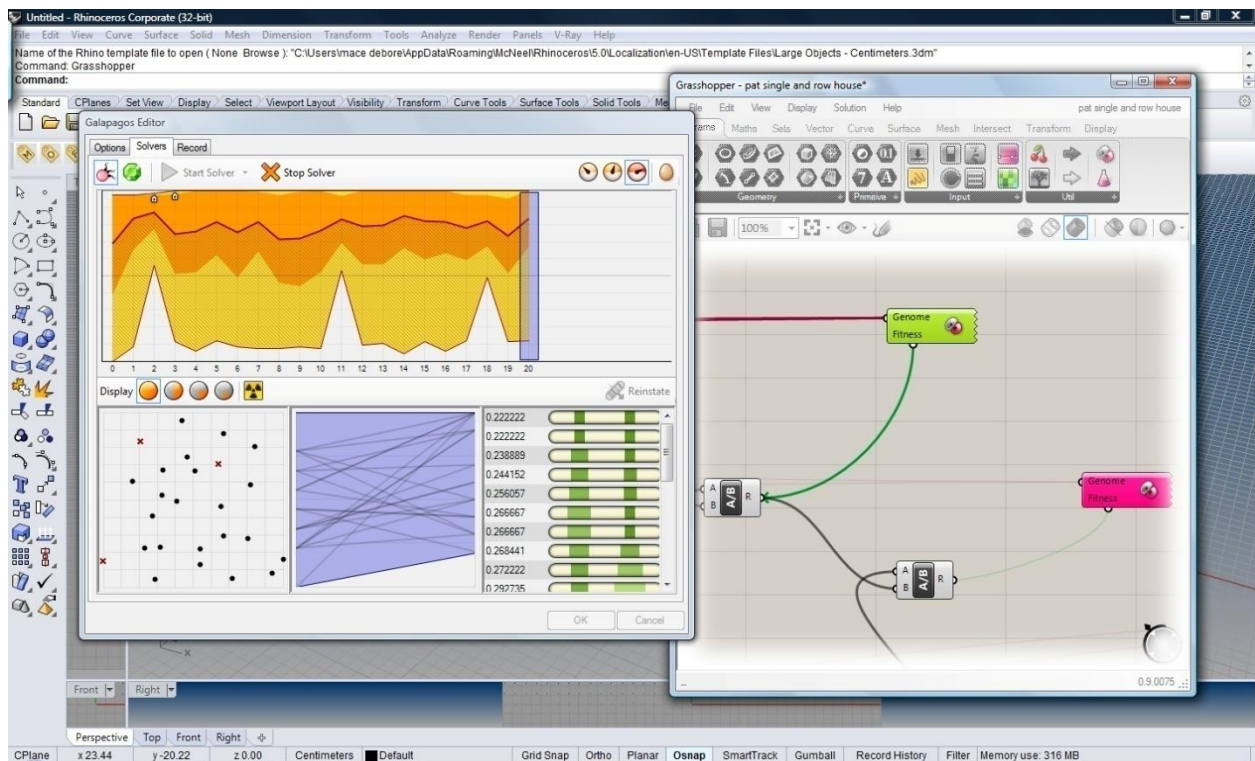 Untitled - Rhinoceros Corporate (32-bit)
File Edit View Curve Surface Solid Mesh Dimension Transform Tools Analyze Render Panels V-Ray Help
Name of the Rhino template file to open ( None Browse ): "C:\Users\mace debore\AppData\Roaming\McNeel\Rhinoceros\5.0\Localization\en-US\Template Files\Large Objects - Centimeters.3dm"
Command: Grasshopper
Command:
Standard CPlanes Set View Display Select Viewport Layout Visibility Transform Curve Tools Surface Tools Solid Tools Me
Galapagos Editor
Options Solvers Record
Start Solver Stop Solver
0 1 2 3 4 5 6 7 8 9 10 11 12 13 14 15 16 17 18 19 20
Display Reinstate
0.222222
0.222222
0.238889
0.244152
0.256057
0.266667
0.266667
0.268441
0.272222
0.292735
OK Cancel
Grasshopper - pat single and row house*
File Edit View Display Solution Help pat single and row house
rams Maths Sets Vector Curve Surface Mesh Intersect Transform Display
Geometry Primitive Input Util
100%
Genome
Fitness
A
B
A/B
R
Genome
Fitness
A
B
A/B
R
0.9.0075
x
Front Right
Perspective Top Front Right
CPlane x 23.44 y -20.22 z 0.00 Centimeters Default Grid Snap Ortho Planar Osnap SmartTrack Gumball Record History Filter Memory use: 316 MB